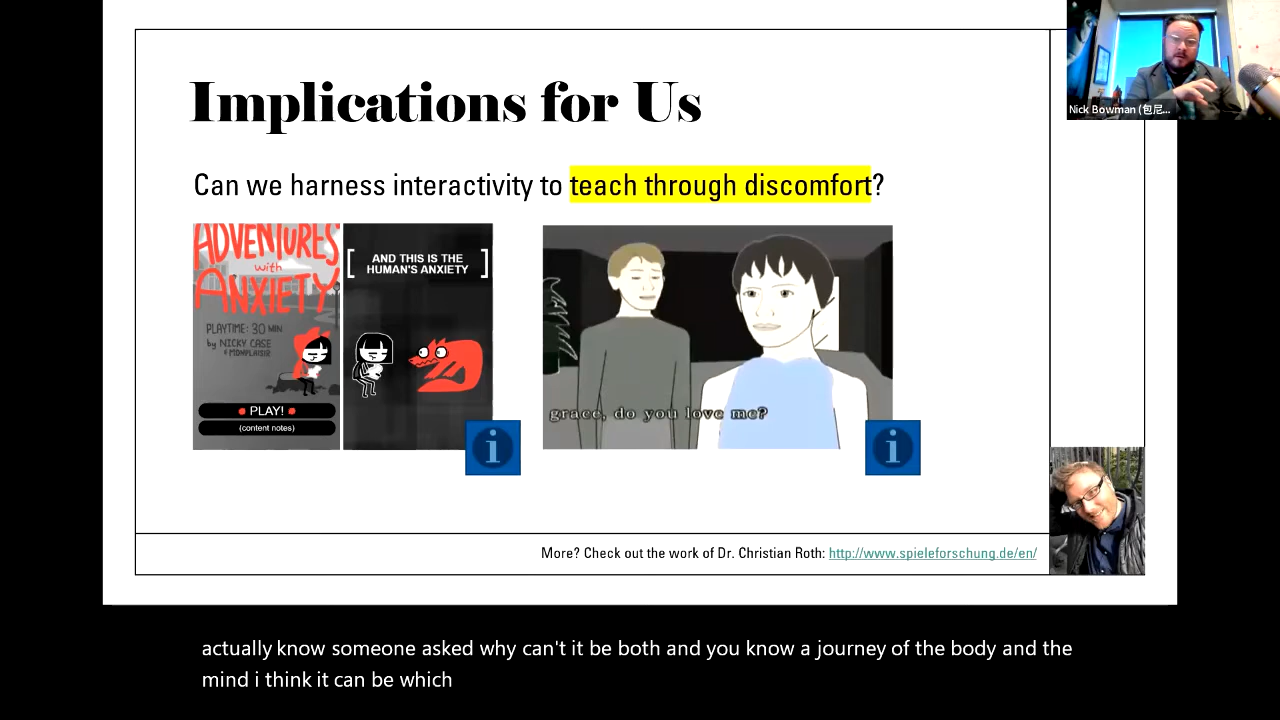 Implications for Us
Can we harness interactivity to teach through discomfort?
ADVENTURES
with
ANXIETY
PLAYTIME: 30 MIN
by NICKY CASE
& MONPLAISIR
PLAY!
(content notes)
[ AND THIS IS THE
HUMAN'S ANXIETY ]
grace, do you love me?
i
i
More? Check out the work of Dr. Christian Roth: http://www.spieleforschung.de/en/
Nick Bowman (包尼...
actually know someone asked why can't it be both and you know a journey of the body and the
mind i think it can be which